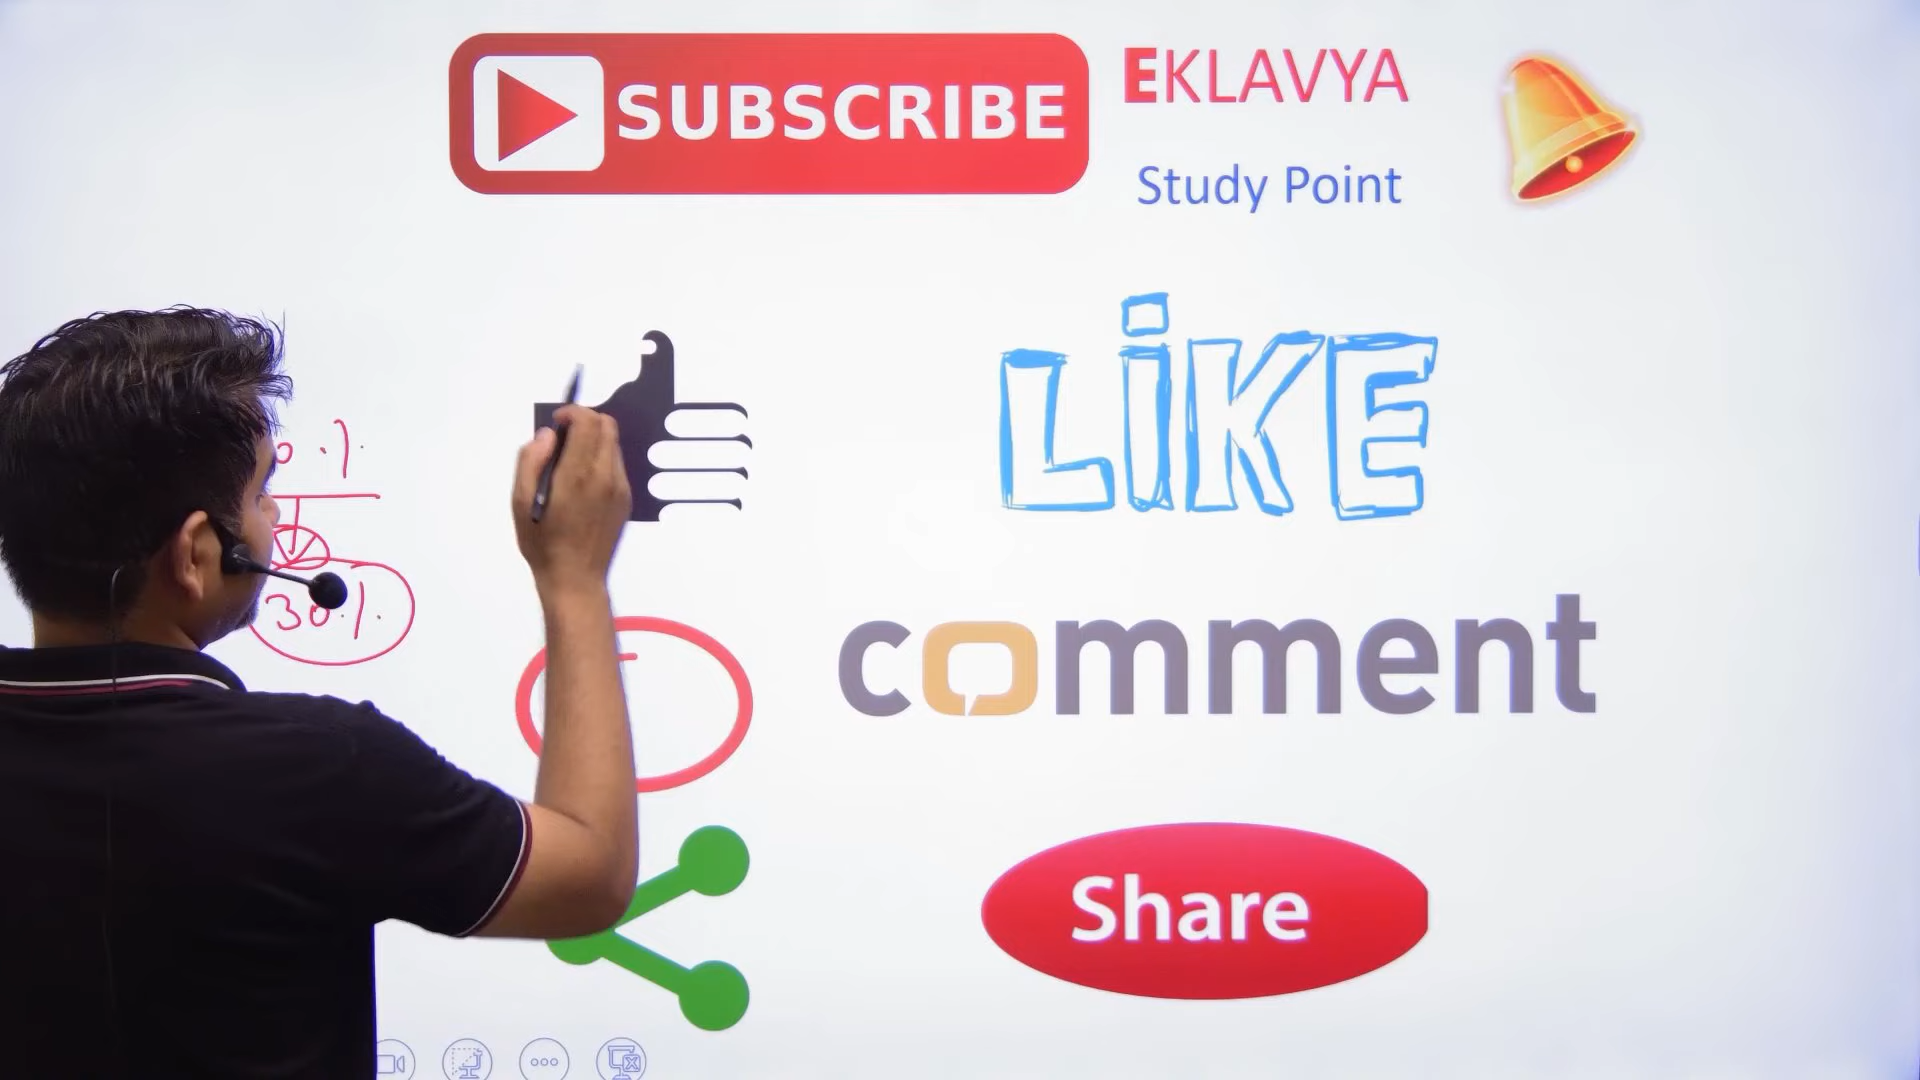 SUBSCRIBE
EKLAVYA
Study Point
LiKE
30%
comment
Share